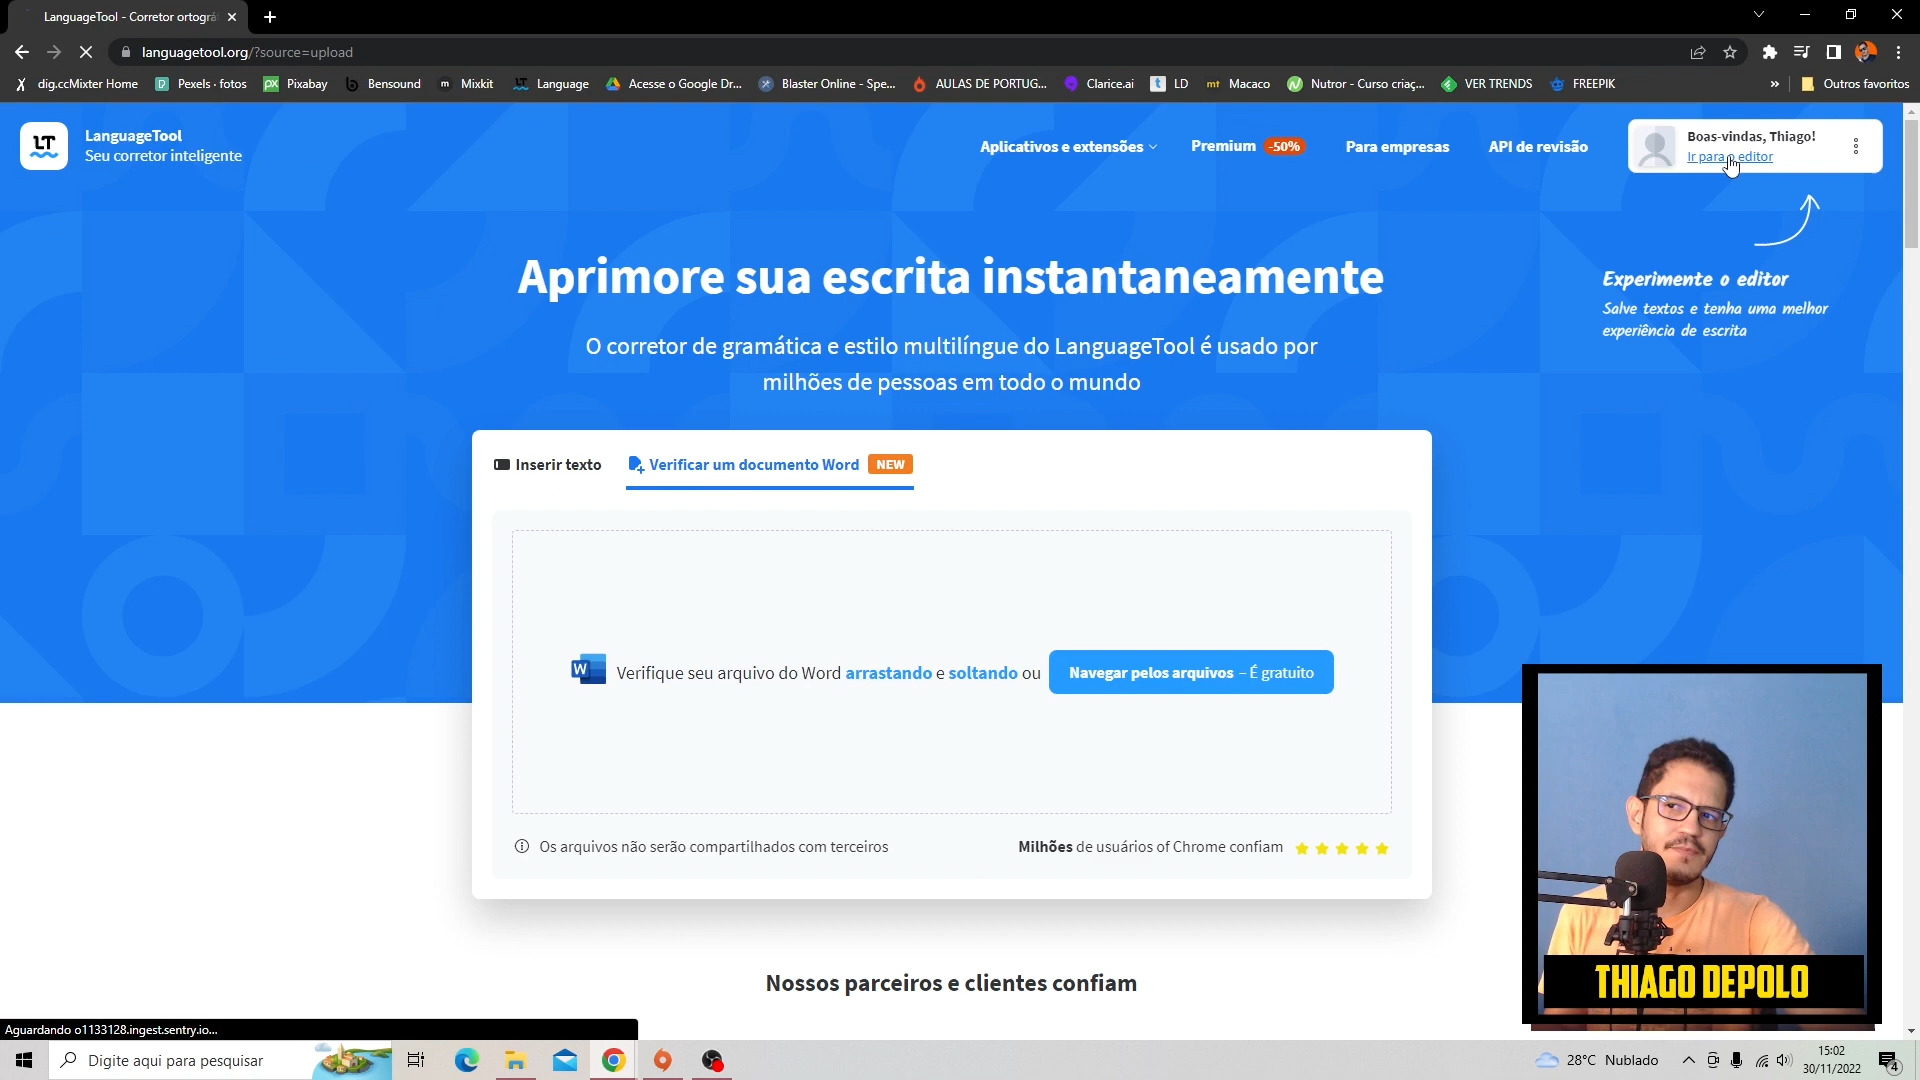 LanguageTool - Corretor ortográ
languagetool.org/?source=upload
dig.ccMixter Home
Pexels · fotos
Pixabay
Bensound
Mixkit
Language
Acesse o Google Dr...
Blaster Online - Spe...
AULAS DE PORTUG...
Clarice.ai
LD
Macaco
Nutror - Curso criaç...
VER TRENDS
FREEPIK
»
Outros favoritos
LT
LanguageTool
Seu corretor inteligente
Aplicativos e extensões
Premium -50%
Para empresas
API de revisão
Boas-vindas, Thiago!
Ir para o editor
Experimente o editor
Salve textos e tenha uma melhor
experiência de escrita
Aprimore sua escrita instantaneamente
O corretor de gramática e estilo multilíngue do LanguageTool é usado por
milhões de pessoas em todo o mundo
Inserir texto
Verificar um documento Word NEW
Verifique seu arquivo do Word arrastando e soltando ou
Navegar pelos arquivos – É gratuito
Os arquivos não serão compartilhados com terceiros
Milhões de usuários of Chrome confiam
Nossos parceiros e clientes confiam
THIAGO DEPOLO
Aguardando o1133128.ingest.sentry.io...
Digite aqui para pesquisar
28°C Nublado
15:02
30/11/2022
4